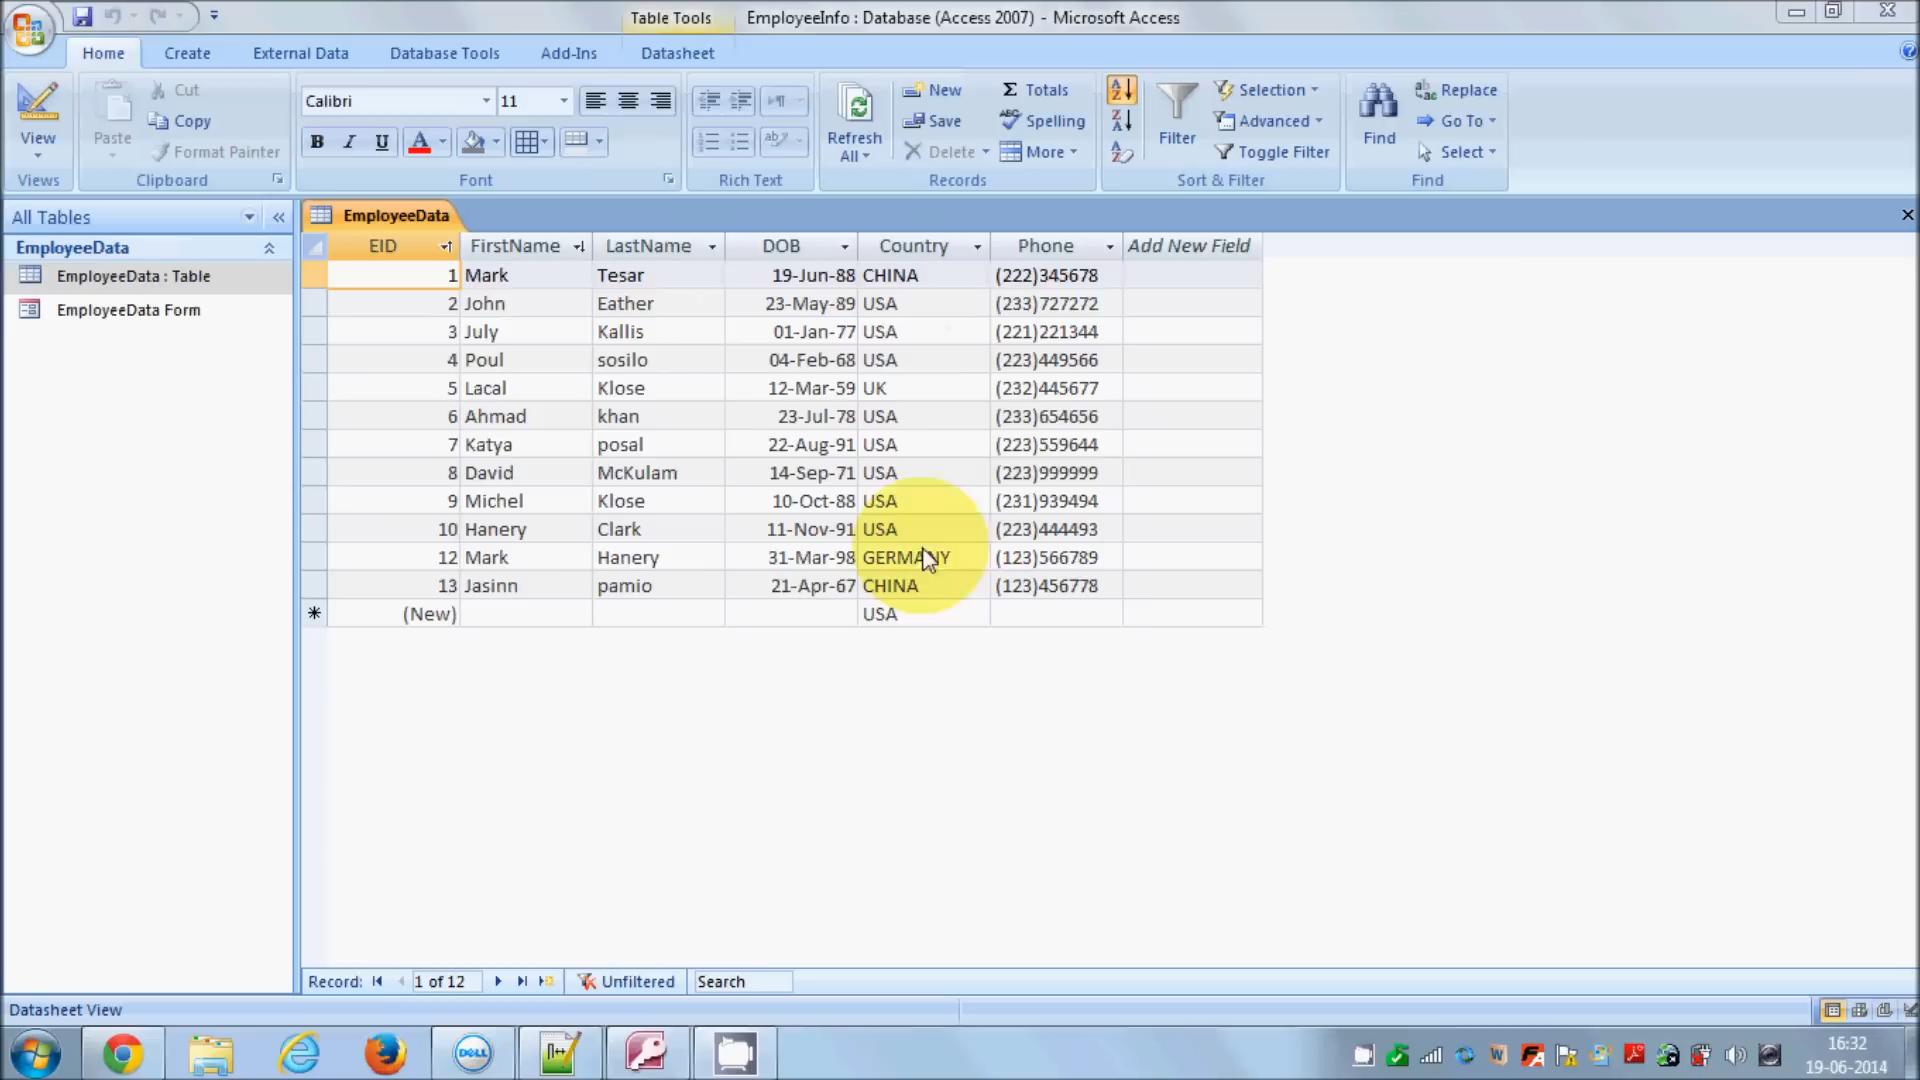 Table Tools EmployeeInfo : Database (Access 2007) - Microsoft Access
Home Create External Data Database Tools Add-Ins Datasheet
View Paste Cut Copy Format Painter
Calibri 11
B I U A
Refresh All New Save Delete Totals Spelling More
Filter Selection Advanced Toggle Filter
Find Replace Go To Select
Views Clipboard Font Rich Text Records Sort & Filter Find
All Tables
EmployeeData
EmployeeData : Table
EmployeeData Form
EmployeeData
EID FirstName LastName DOB Country Phone Add New Field
1 Mark Tesar 19-Jun-88 CHINA (222)345678
2 John Eather 23-May-89 USA (233)727272
3 July Kallis 01-Jan-77 USA (221)221344
4 Poul sosilo 04-Feb-68 USA (223)449566
5 Lacal Klose 12-Mar-59 UK (232)445677
6 Ahmad khan 23-Jul-78 USA (233)654656
7 Katya posal 22-Aug-91 USA (223)559644
8 David McKulam 14-Sep-71 USA (223)999999
9 Michel Klose 10-Oct-88 USA (231)939494
10 Hanery Clark 11-Nov-91 USA (223)444493
12 Mark Hanery 31-Mar-98 GERMANY (123)566789
13 Jasinn pamio 21-Apr-67 CHINA (123)456778
(New) USA
Record: 1 of 12 Unfiltered Search
Datasheet View
DELL
16:32
19-06-2014